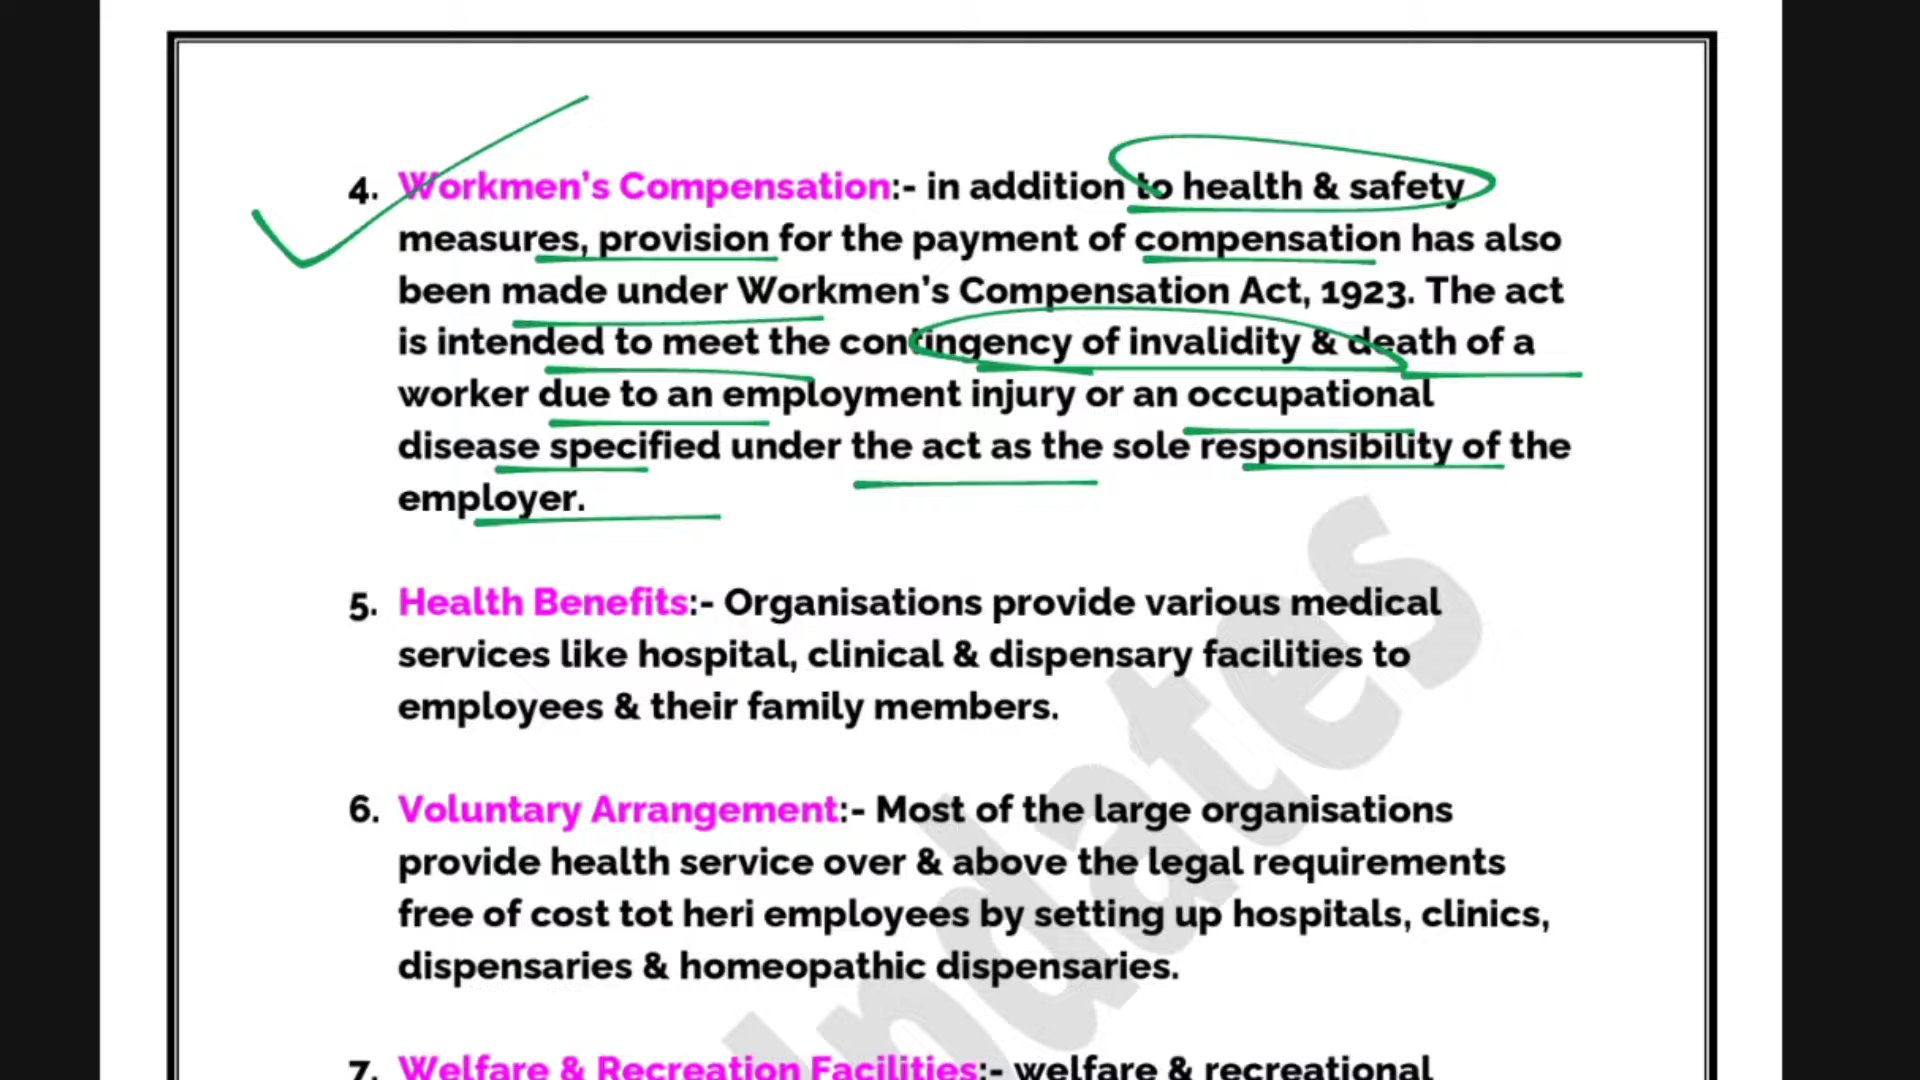 4. Workmen's Compensation:- in addition to health & safety
measures, provision for the payment of compensation has also
been made under Workmen's Compensation Act, 1923. The act
is intended to meet the contingency of invalidity & death of a
worker due to an employment injury or an occupational
disease specified under the act as the sole responsibility of the
employer.
5. Health Benefits:- Organisations provide various medical
services like hospital, clinical & dispensary facilities to
employees & their family members.
6. Voluntary Arrangement:- Most of the large organisations
provide health service over & above the legal requirements
free of cost tot heri employees by setting up hospitals, clinics,
dispensaries & homeopathic dispensaries.
7. Welfare & Recreation Facilities:- welfare & recreational